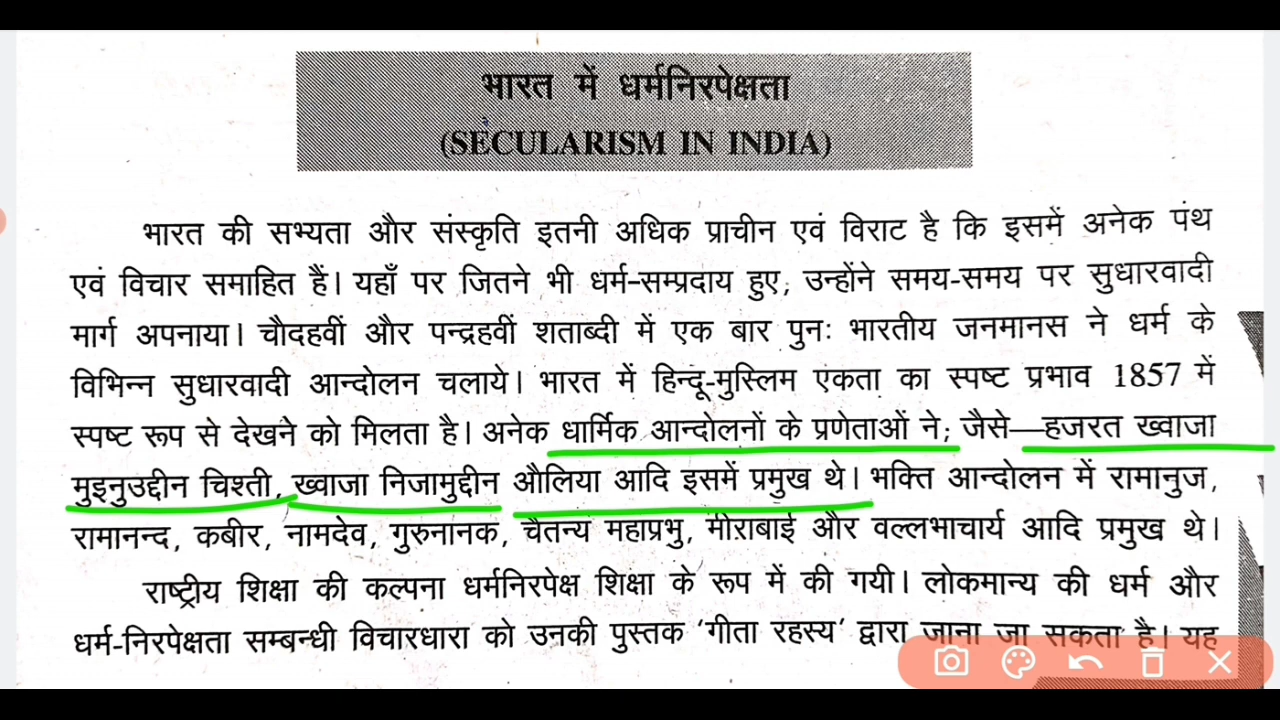 भारत में धर्मनिरपेक्षता
(SECULARISM IN INDIA)
भारत की सभ्यता और संस्कृति इतनी अधिक प्राचीन एवं विराट है कि इसमें अनेक पंथ
एवं विचार समाहित हैं। यहाँ पर जितने भी धर्म-सम्प्रदाय हुए, उन्होंने समय-समय पर सुधारवादी
मार्ग अपनाया। चौदहवीं और पन्द्रहवीं शताब्दी में एक बार पुनः भारतीय जनमानस ने धर्म के
विभिन्न सुधारवादी आन्दोलन चलाये। भारत में हिन्दू-मुस्लिम एकता का स्पष्ट प्रभाव 1857 में
स्पष्ट रूप से देखने को मिलता है। अनेक धार्मिक आन्दोलनों के प्रणेताओं ने; जैसे—हजरत ख्वाजा
मुइनुउद्दीन चिश्ती, ख्वाजा निजामुद्दीन औलिया आदि इसमें प्रमुख थे। भक्ति आन्दोलन में रामानुज,
रामानन्द, कबीर, नामदेव, गुरुनानक, चैतन्य महाप्रभु, मीराबाई और वल्लभाचार्य आदि प्रमुख थे।
राष्ट्रीय शिक्षा की कल्पना धर्मनिरपेक्ष शिक्षा के रूप में की गयी। लोकमान्य की धर्म और
धर्म-निरपेक्षता सम्बन्धी विचारधारा को उनकी पुस्तक 'गीता रहस्य' द्वारा जाना जा सकता है। यह